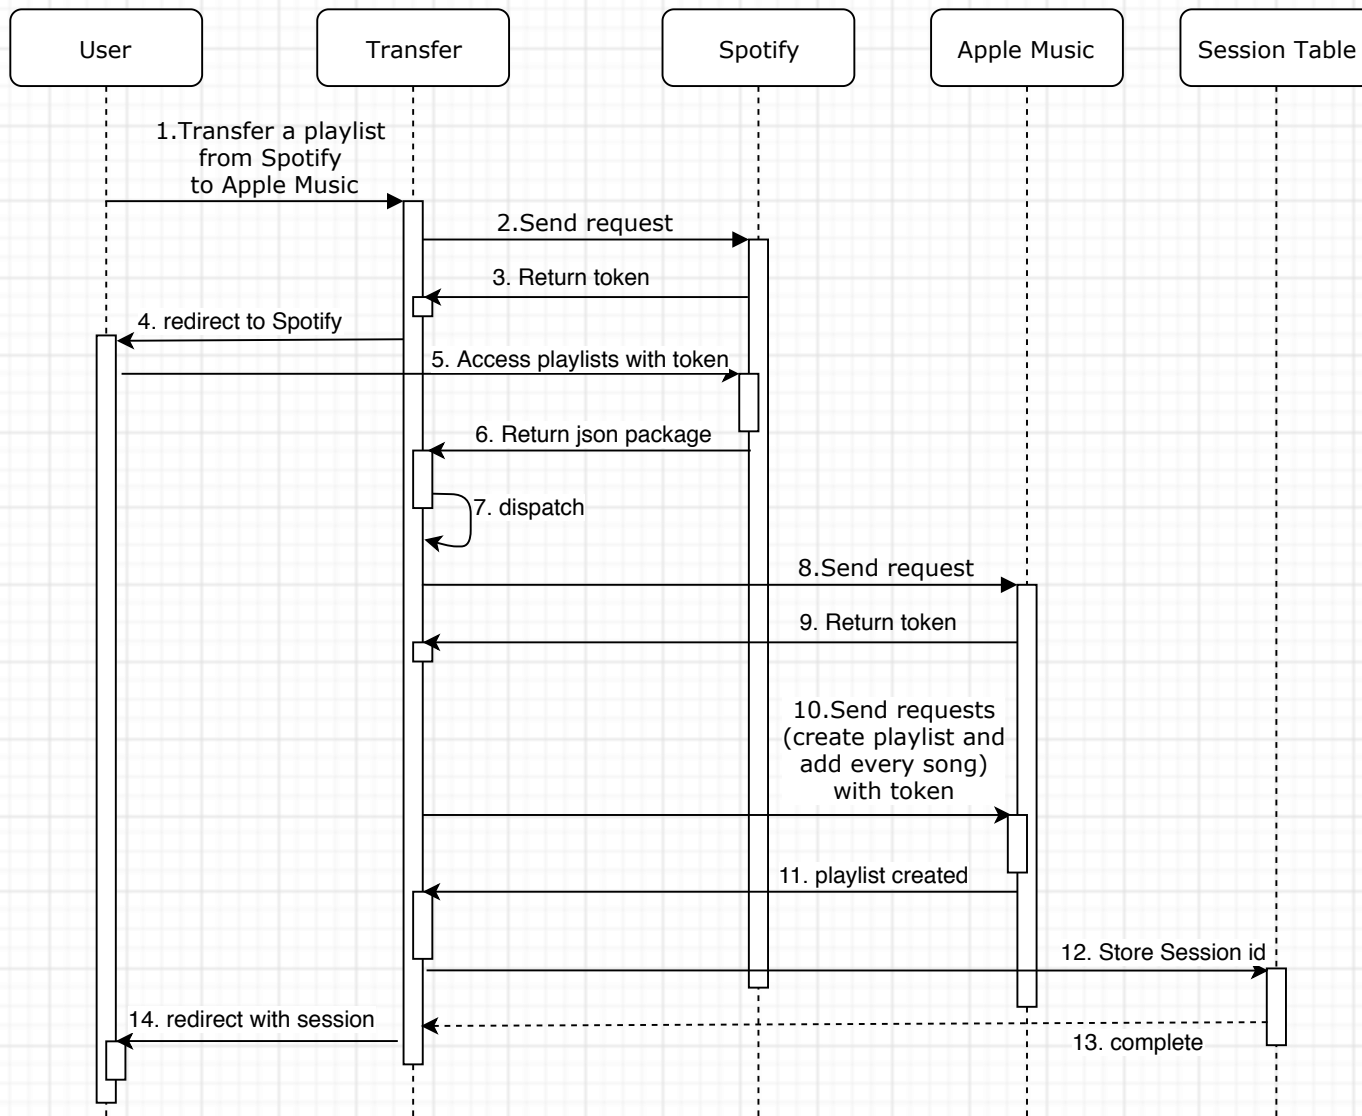 User
Transfer
Spotify
Apple Music
Session Table
1.Transfer a playlist
from Spotify
to Apple Music
2.Send request
3. Return token
4. redirect to Spotify
5. Access playlists with token
6. Return json package
7. dispatch
8.Send request
9. Return token
10.Send requests
(create playlist and
add every song)
with token
11. playlist created
12. Store Session id
14. redirect with session
13. complete